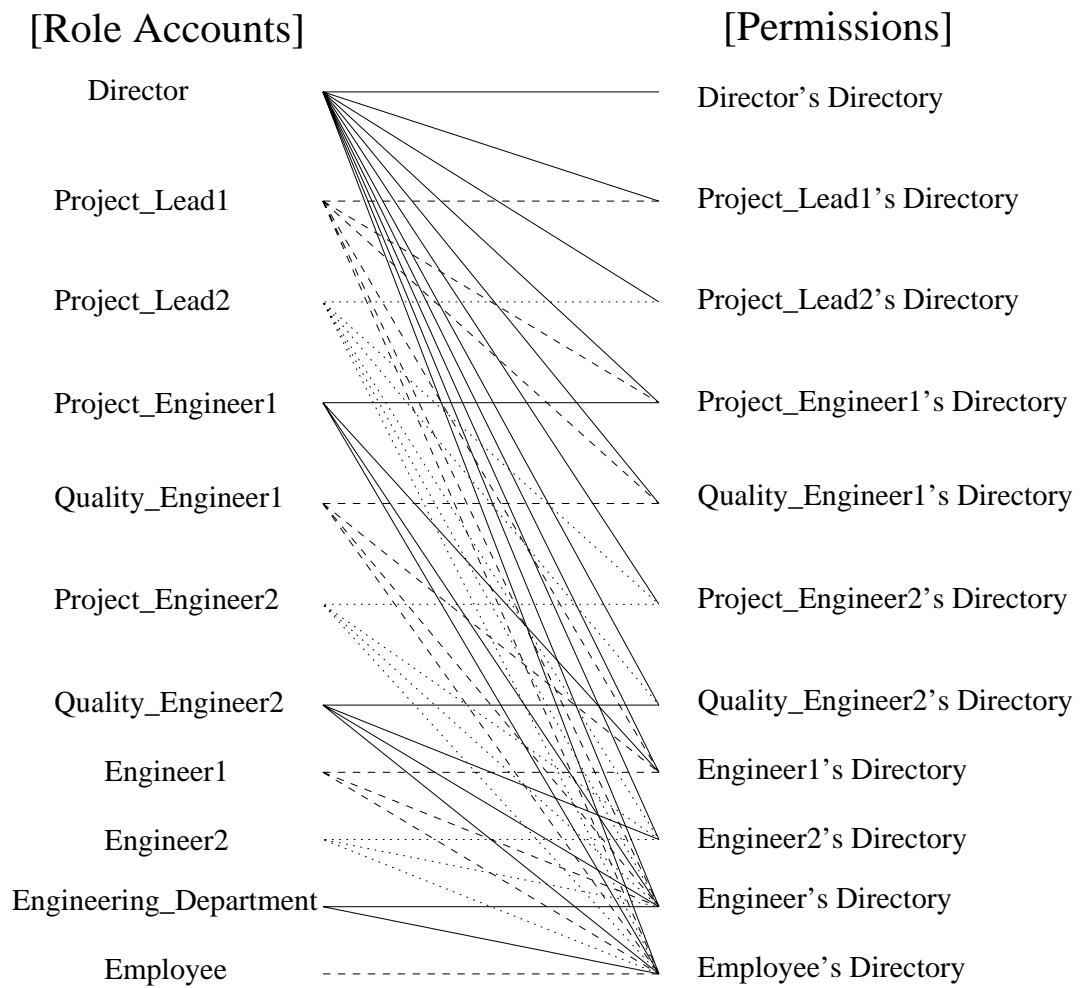 [Role Accounts] [Permissions]
Director Director’s Directory
Project_Lead1 Project_Lead1’s Directory
Project_Lead2 Project_Lead2’s Directory
Project_Engineer1 Project_Engineer1’s Directory
Quality_Engineer1 Quality_Engineer1’s Directory
Project_Engineer2 Project_Engineer2’s Directory
Quality_Engineer2 Quality_Engineer2’s Directory
Engineer1 Engineer1’s Directory
Engineer2 Engineer2’s Directory
Engineering_Department Engineer’s Directory
Employee Employee’s Directory